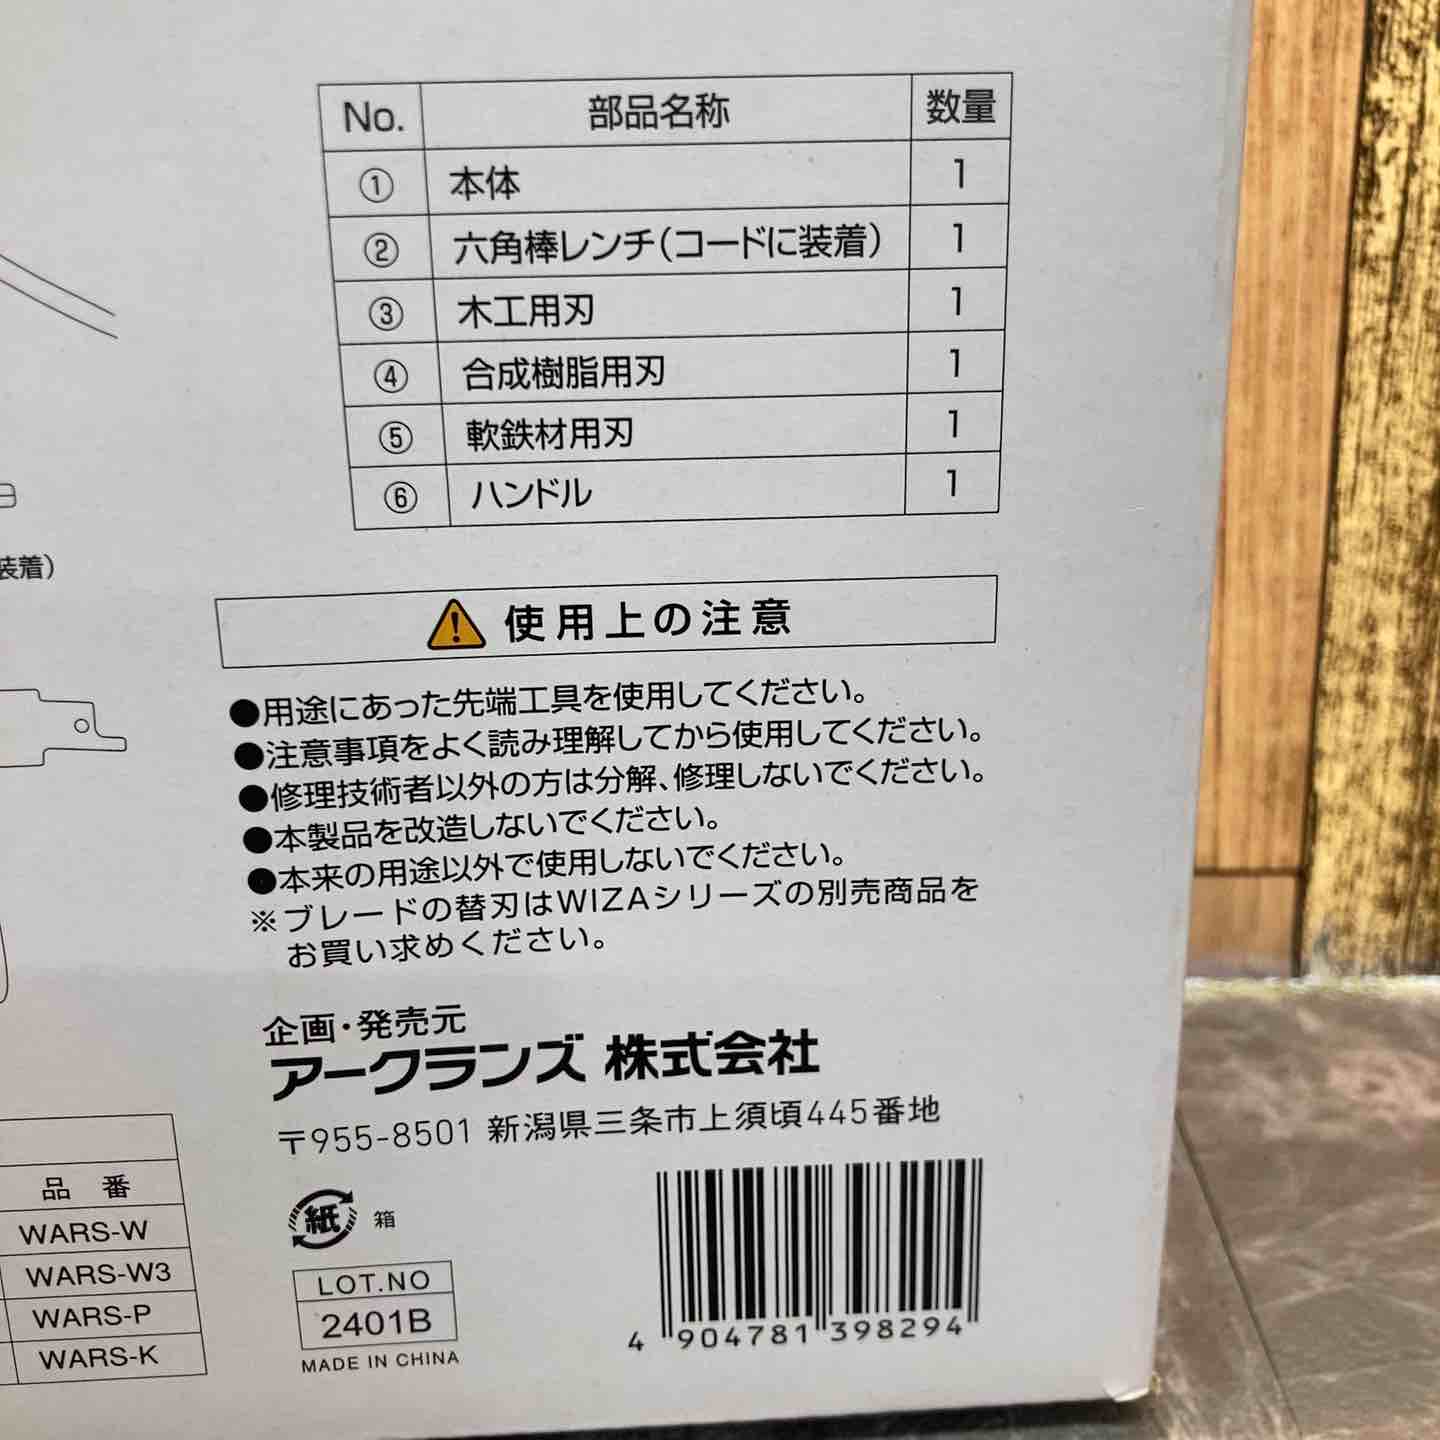 No. 部品名称 数量
① 本体 1
② 六角棒レンチ(コードに装着) 1
③ 木工用刃 1
④ 合成樹脂用刃 1
⑤ 軟鉄材用刃 1
⑥ ハンドル 1
装着)
使用上の注意
●用途にあった先端工具を使用してください。
●注意事項をよく読み理解してから使用してください。
●修理技術者以外の方は分解、修理しないでください。
●本製品を改造しないでください。
●本来の用途以外で使用しないでください。
※ブレードの替刃はWIZAシリーズの別売商品を
お買い求めください。
企画・発売元
アークランズ 株式会社
〒955-8501 新潟県三条市上須頃445番地
品 番
WARS-W
WARS-W3
WARS-P
WARS-K
紙 箱
LOT.NO
2401B
MADE IN CHINA
4 904781 398294